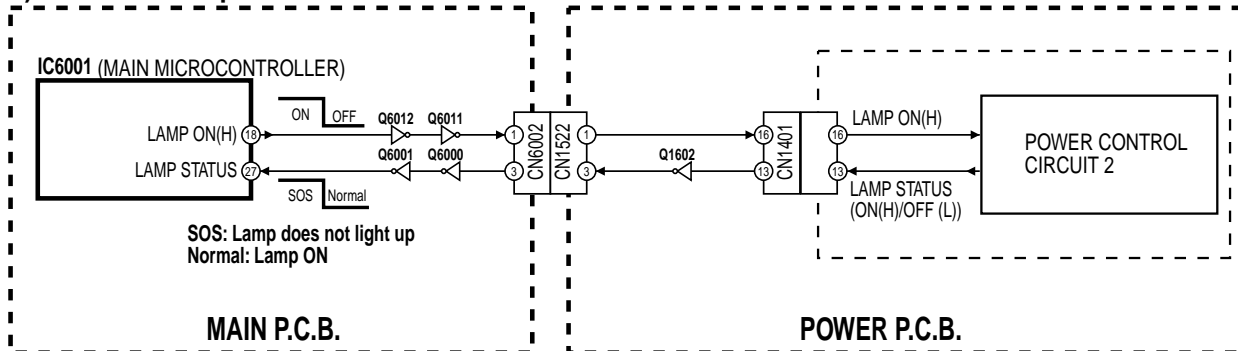 IC6001 (MAIN MICROCONTROLLER)
ON OFF
LAMP ON(H) 18
Q6012 Q6011
1 1
16 16
LAMP ON(H)
LAMP STATUS 27
Q6001 Q6000
3 3
CN6002 CN1522
Q1602
13 13
CN1401
LAMP STATUS
(ON(H)/OFF (L))
POWER CONTROL
CIRCUIT 2
SOS Normal
SOS: Lamp does not light up
Normal: Lamp ON
MAIN P.C.B.
POWER P.C.B.